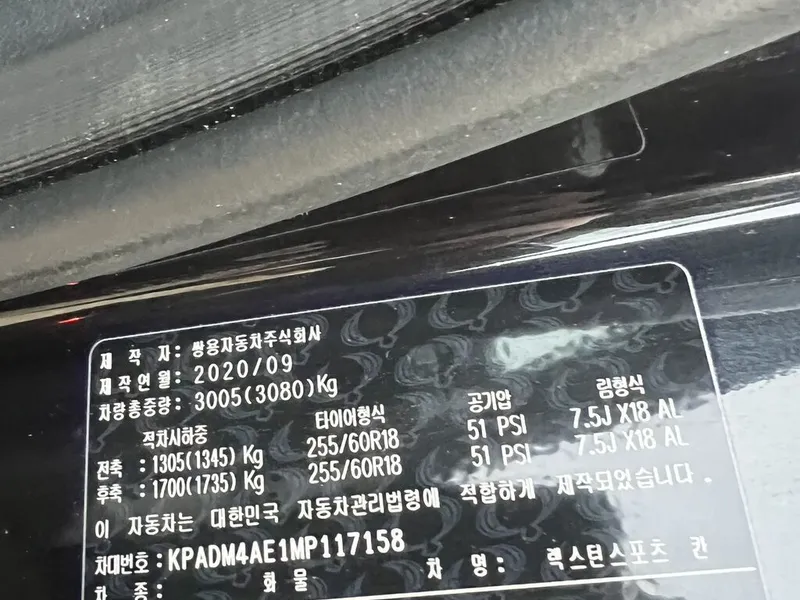 제 작 자 : 쌍용자동차주식회사
제작연월 : 2020/09
차량총중량 : 3005(3080)Kg
적차시하중 타이어형식 공기압 림형식
전축 : 1305(1345) Kg 255/60R18 51 PSI 7.5J X18 AL
후축 : 1700(1735) Kg 255/60R18 51 PSI 7.5J X18 AL
이 자동차는 대한민국 자동차관리법령에 적합하게 제작되었습니다.
차대번호 : KPADM4AE1MP117158
차 종 : 화 물 차 명 : 렉스턴스포츠 칸